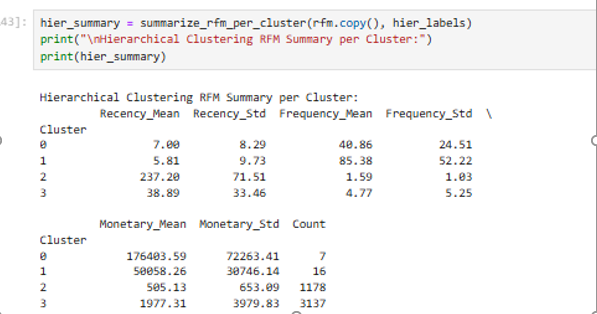 43]:
hier_summary = summarize_rfm_per_cluster(rfm.copy(), hier_labels)
print("\nHierarchical Clustering RFM Summary per Cluster:")
print(hier_summary)
Hierarchical Clustering RFM Summary per Cluster:
Recency_Mean Recency_Std Frequency_Mean Frequency_Std \
Cluster
0 7.00 8.29 40.86 24.51
1 5.81 9.73 85.38 52.22
2 237.20 71.51 1.59 1.03
3 38.89 33.46 4.77 5.25
Monetary_Mean Monetary_Std Count
Cluster
0 176403.59 72263.41 7
1 50058.26 30746.14 16
2 505.13 653.09 1178
3 1977.31 3979.83 3137